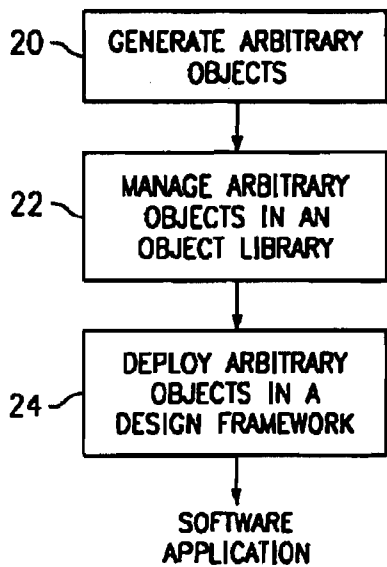 20
GENERATE ARBITRARY
OBJECTS
22
MANAGE ARBITRARY
OBJECTS IN AN
OBJECT LIBRARY
24
DEPLOY ARBITRARY
OBJECTS IN A
DESIGN FRAMEWORK
SOFTWARE
APPLICATION